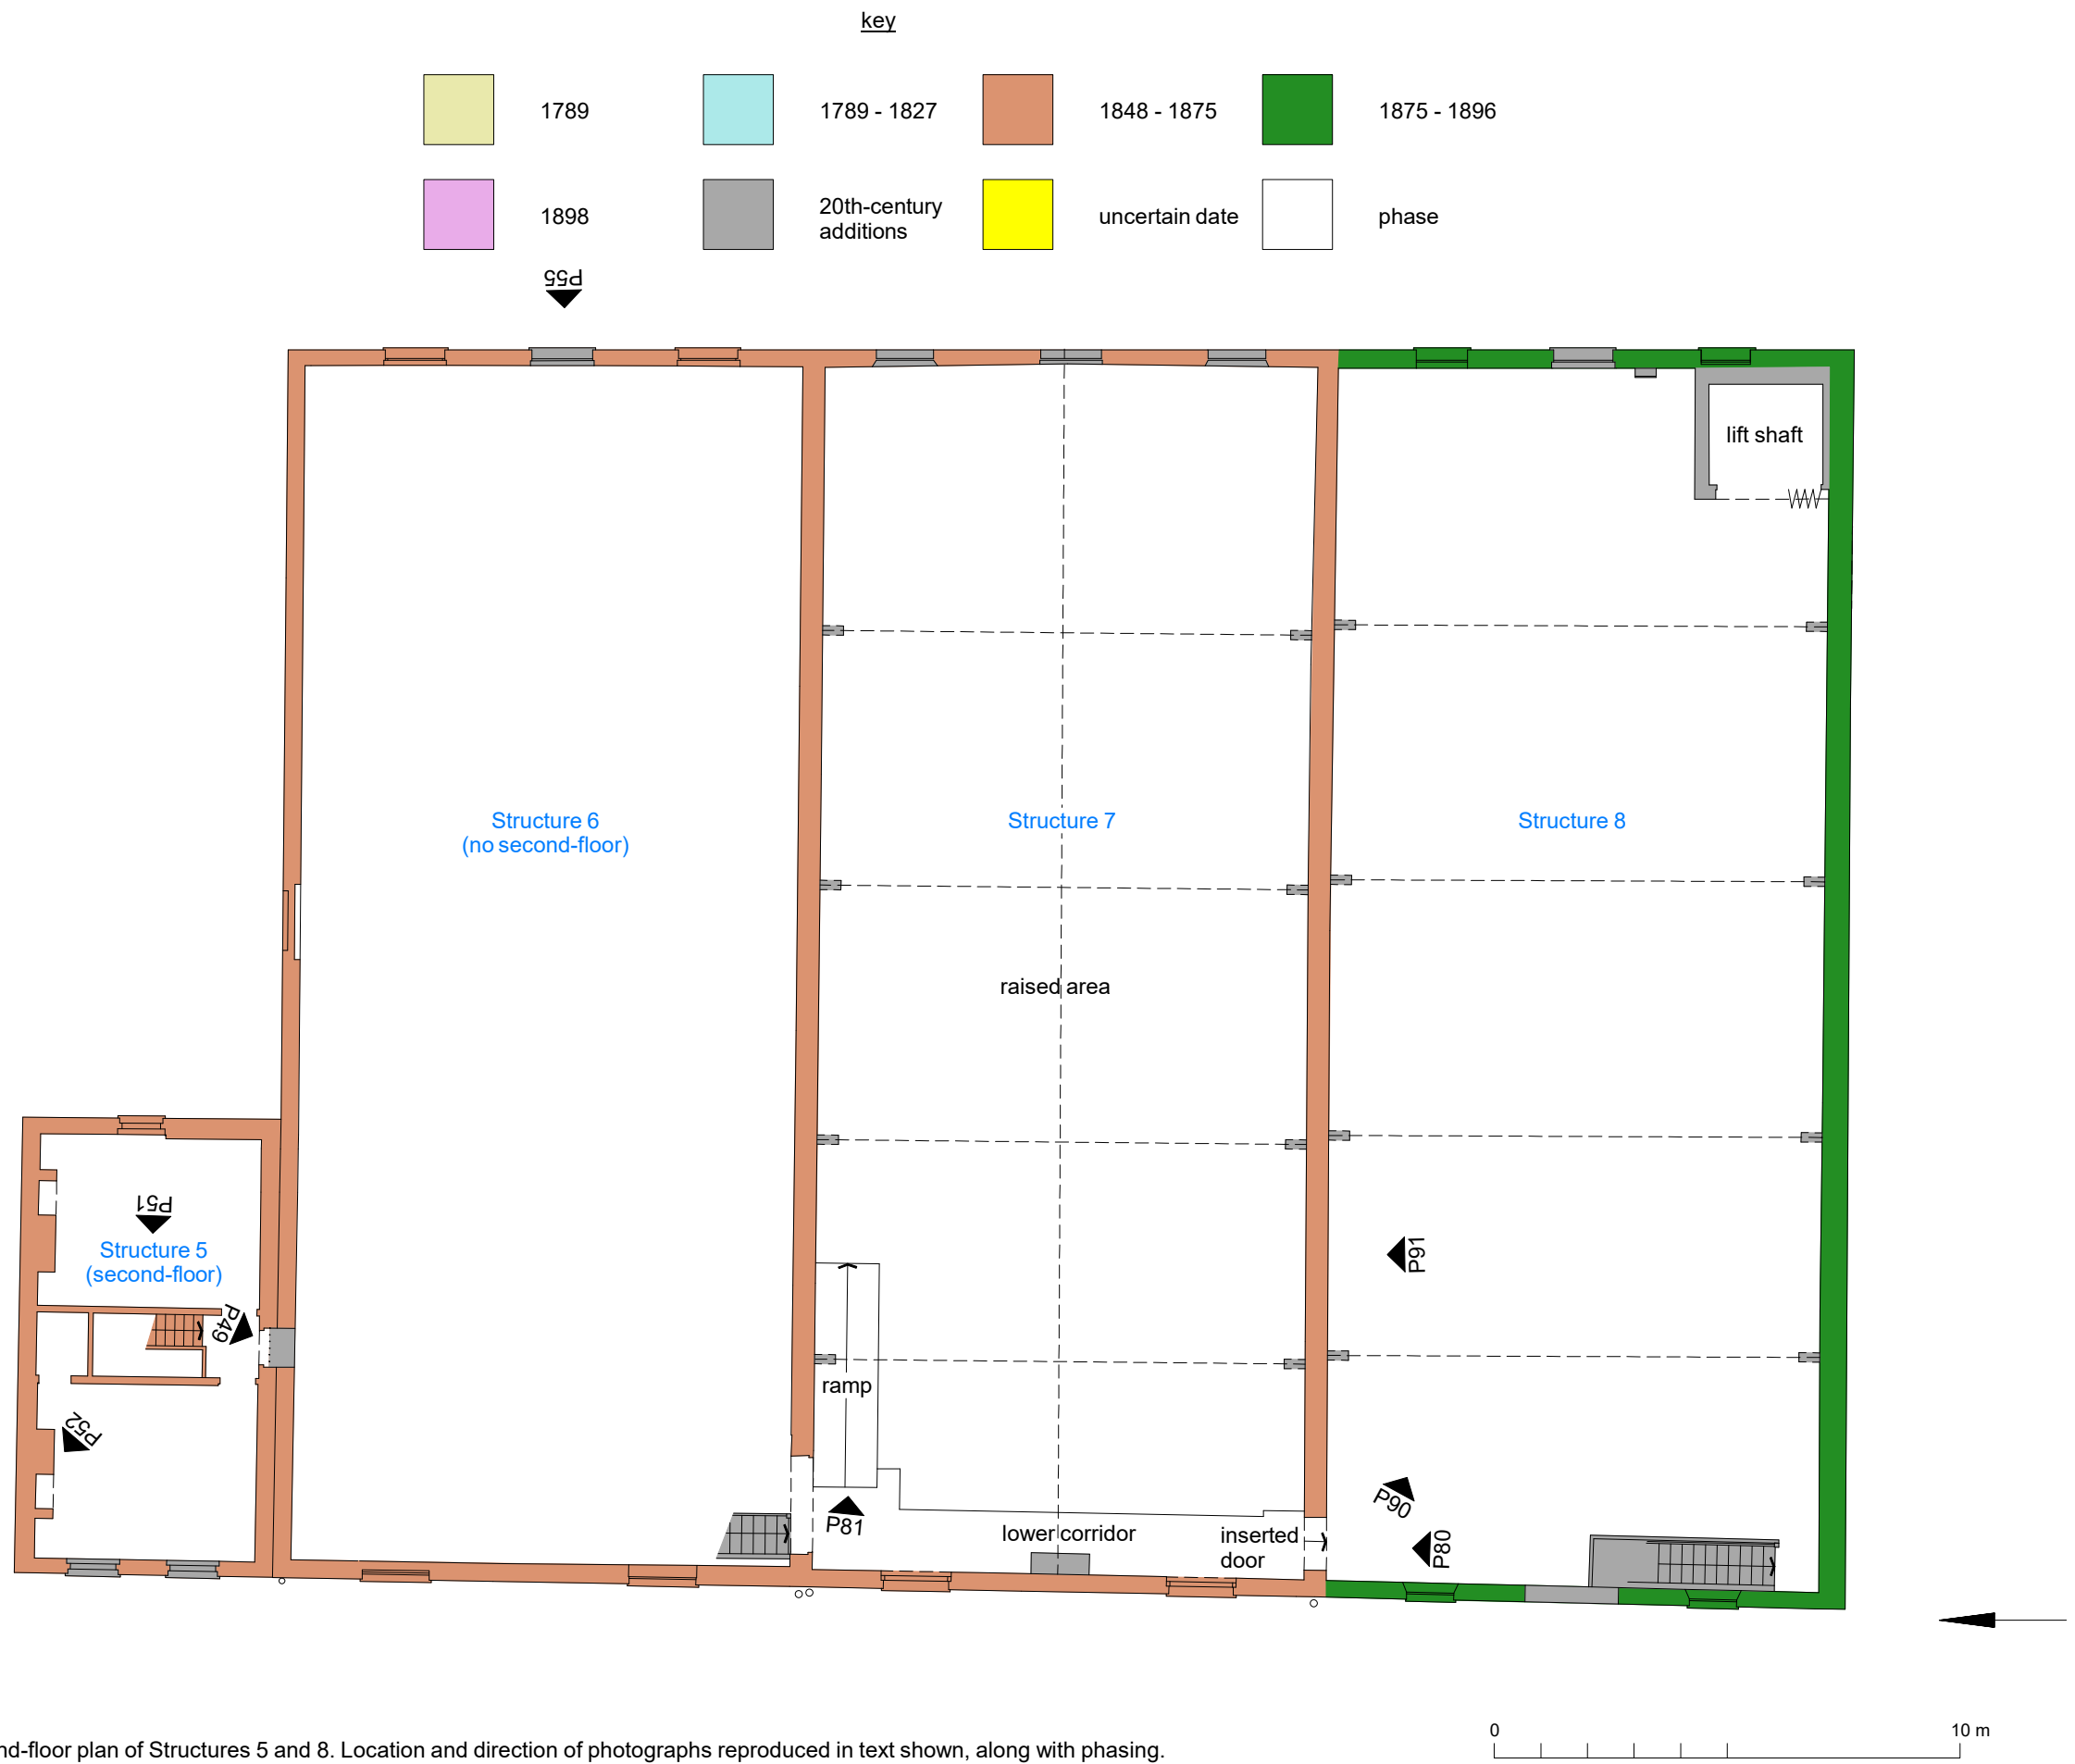 key
1789
1789 - 1827
1848 - 1875
1875 - 1896
1898
20th-century
additions
uncertain date
phase
P55
lift shaft
Structure 6
(no second-floor)
Structure 7
Structure 8
raised area
P51
Structure 5
(second-floor)
P49
P91
ramp
P52
P90
P81
lower corridor
inserted
door
P80
0
10 m
nd-floor plan of Structures 5 and 8. Location and direction of photographs reproduced in text shown, along with phasing.